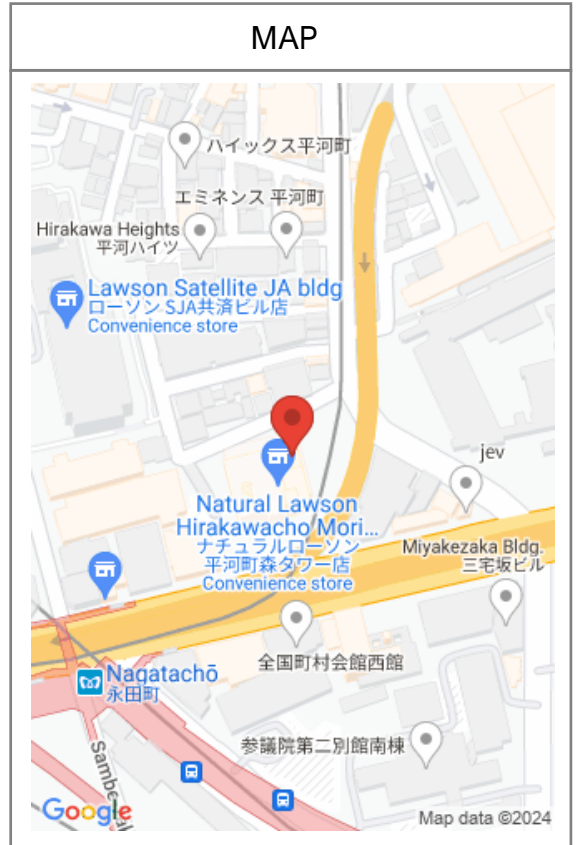 MAP
ハイックス平河町
エミネンス 平河町
Hirakawa Heights
平河ハイツ
Lawson Satellite JA bldg
ローソン SJA共済ビル店
Convenience store
jev
Natural Lawson
Hirakawacho Mori...
ナチュラルローソン
平河町森タワー店
Convenience store
Miyakezaka Bldg.
三宅坂ビル
全国町村会館西館
Nagatachō
永田町
参議院第二別館南棟
Google
Map data ©2024